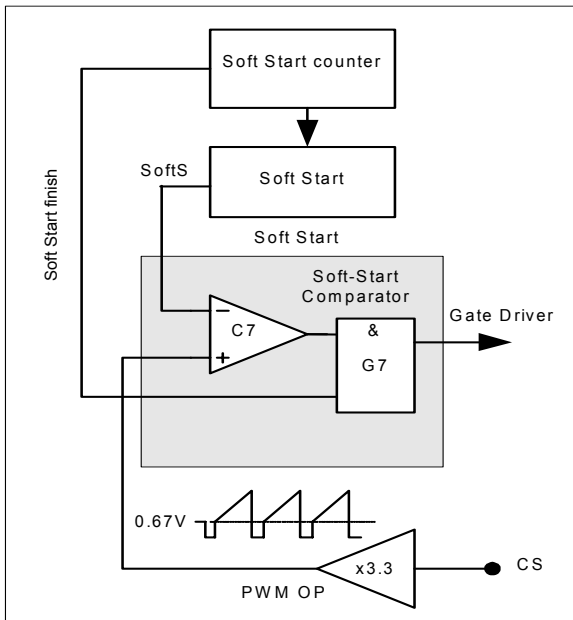 Soft Start counter
SoftS
Soft Start
Soft Start finish
Soft Start
Soft-Start
Comparator
Gate Driver
−
C7
+
&
G7
0.67V
x3.3
CS
PWM OP